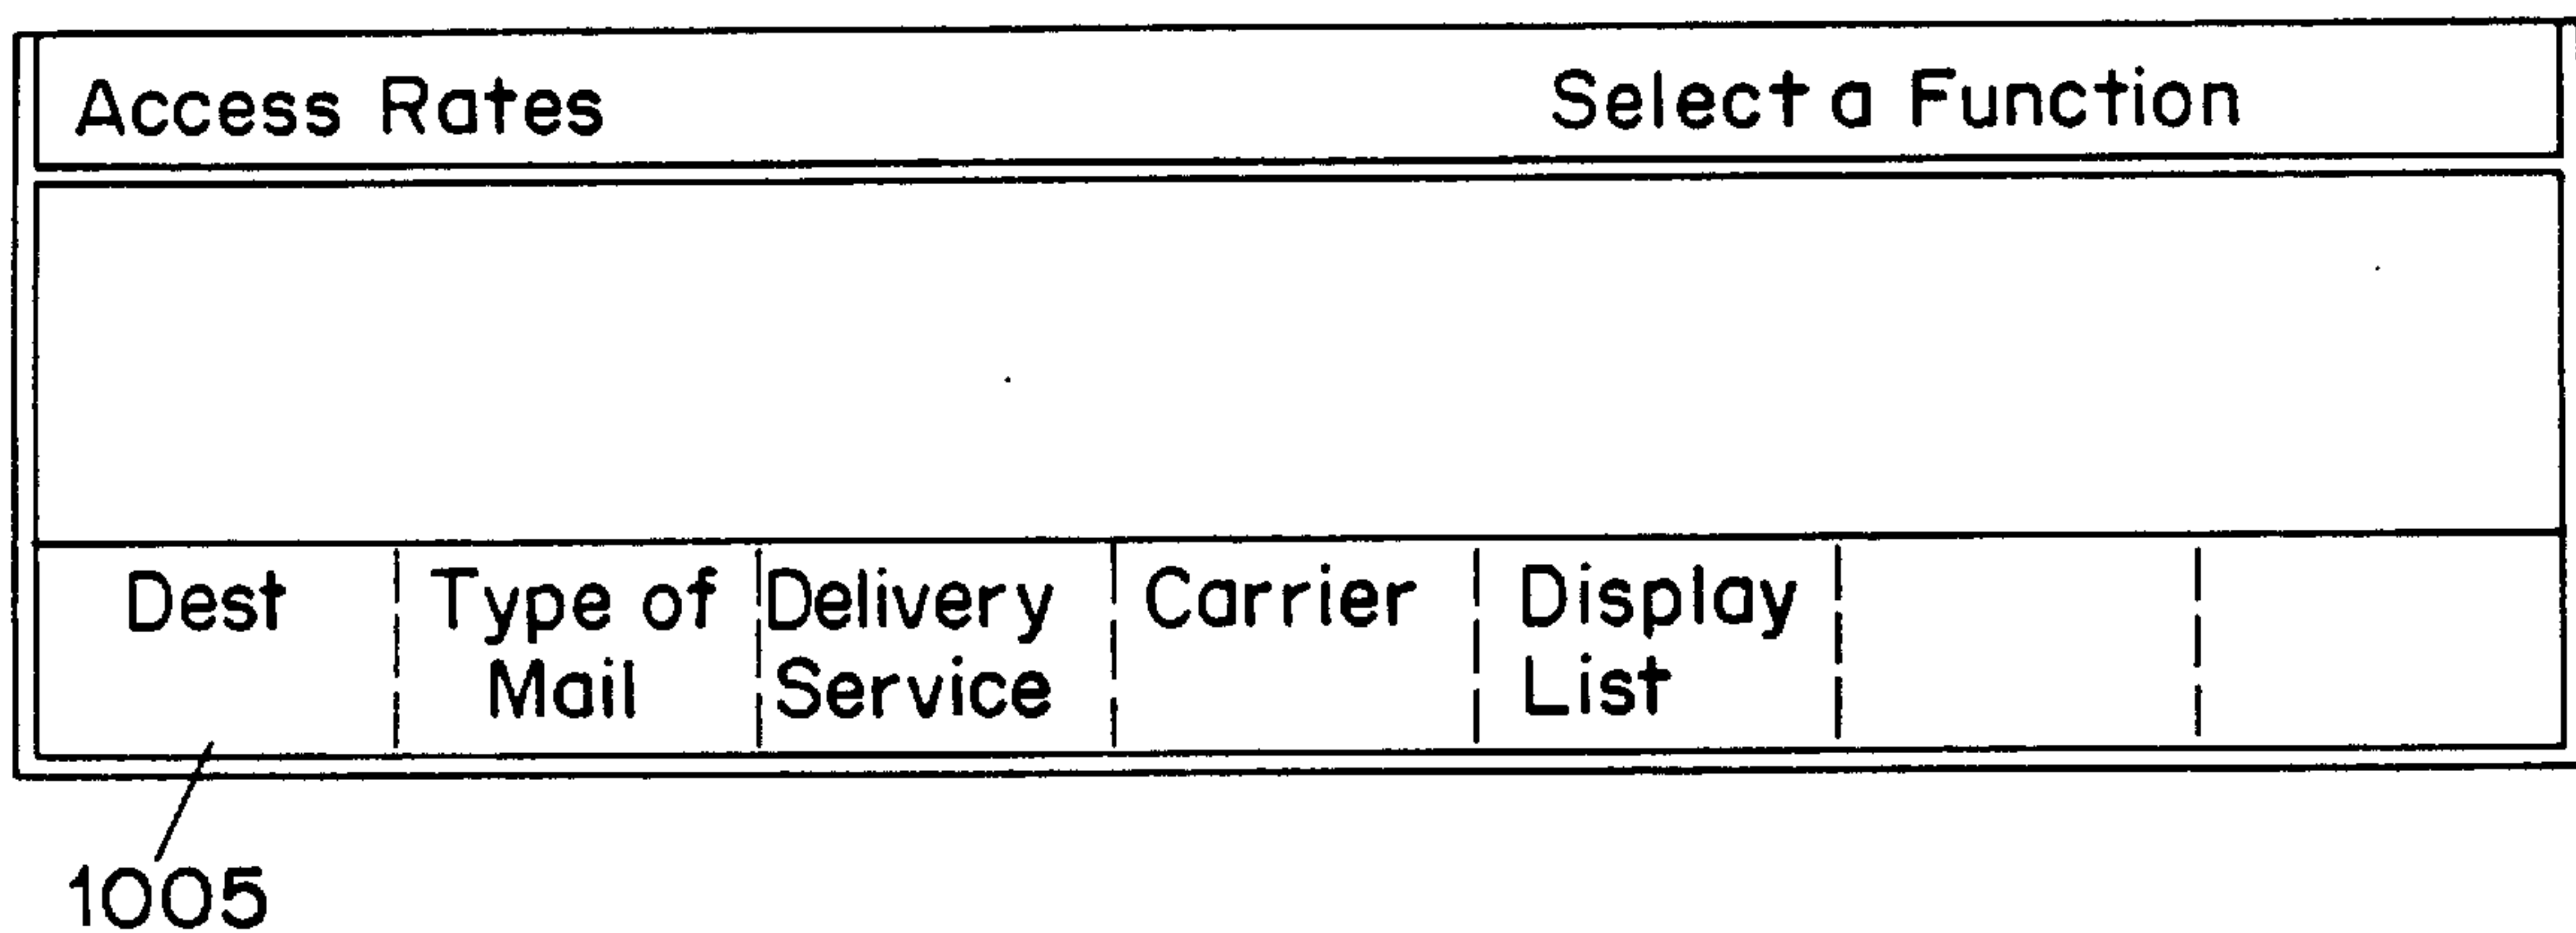 Access Rates Select a Function
Dest Type of Delivery Carrier Display
Mail Service List
1005